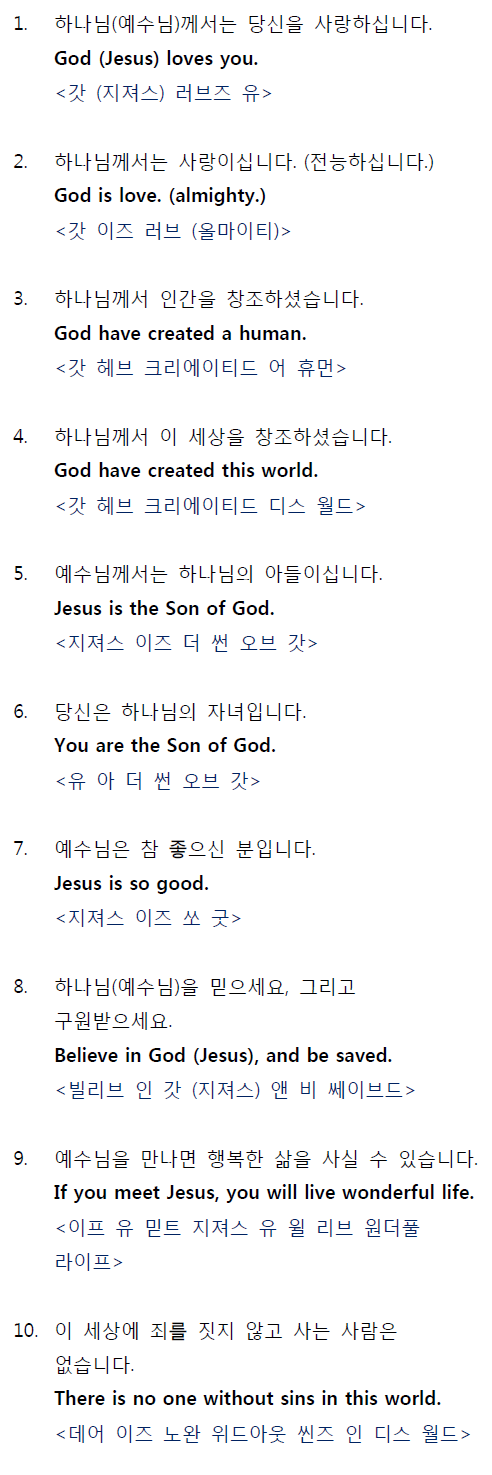 1. 하나님(예수님)께서는 당신을 사랑하십니다.
God (Jesus) loves you.
<갓 (지져스) 러브즈 유>
2. 하나님께서는 사랑이십니다. (전능하십니다.)
God is love. (almighty.)
<갓 이즈 러브 (올마이티)>
3. 하나님께서 인간을 창조하셨습니다.
God have created a human.
<갓 헤브 크리에이티드 어 휴먼>
4. 하나님께서 이 세상을 창조하셨습니다.
God have created this world.
<갓 헤브 크리에이티드 디스 월드>
5. 예수님께서는 하나님의 아들이십니다.
Jesus is the Son of God.
<지져스 이즈 더 썬 오브 갓>
6. 당신은 하나님의 자녀입니다.
You are the Son of God.
<유 아 더 썬 오브 갓>
7. 예수님은 참 좋으신 분입니다.
Jesus is so good.
<지져스 이즈 쏘 굿>
8. 하나님(예수님)을 믿으세요, 그리고
구원받으세요.
Believe in God (Jesus), and be saved.
<빌리브 인 갓 (지져스) 앤 비 쎄이브드>
9. 예수님을 만나면 행복한 삶을 사실 수 있습니다.
If you meet Jesus, you will live wonderful life.
<이프 유 믿트 지져스 유 윌 리브 원더풀
라이프>
10. 이 세상에 죄를 짓지 않고 사는 사람은
없습니다.
There is no one without sins in this world.
<데어 이즈 노완 위드아웃 씬즈 인 디스 월드>